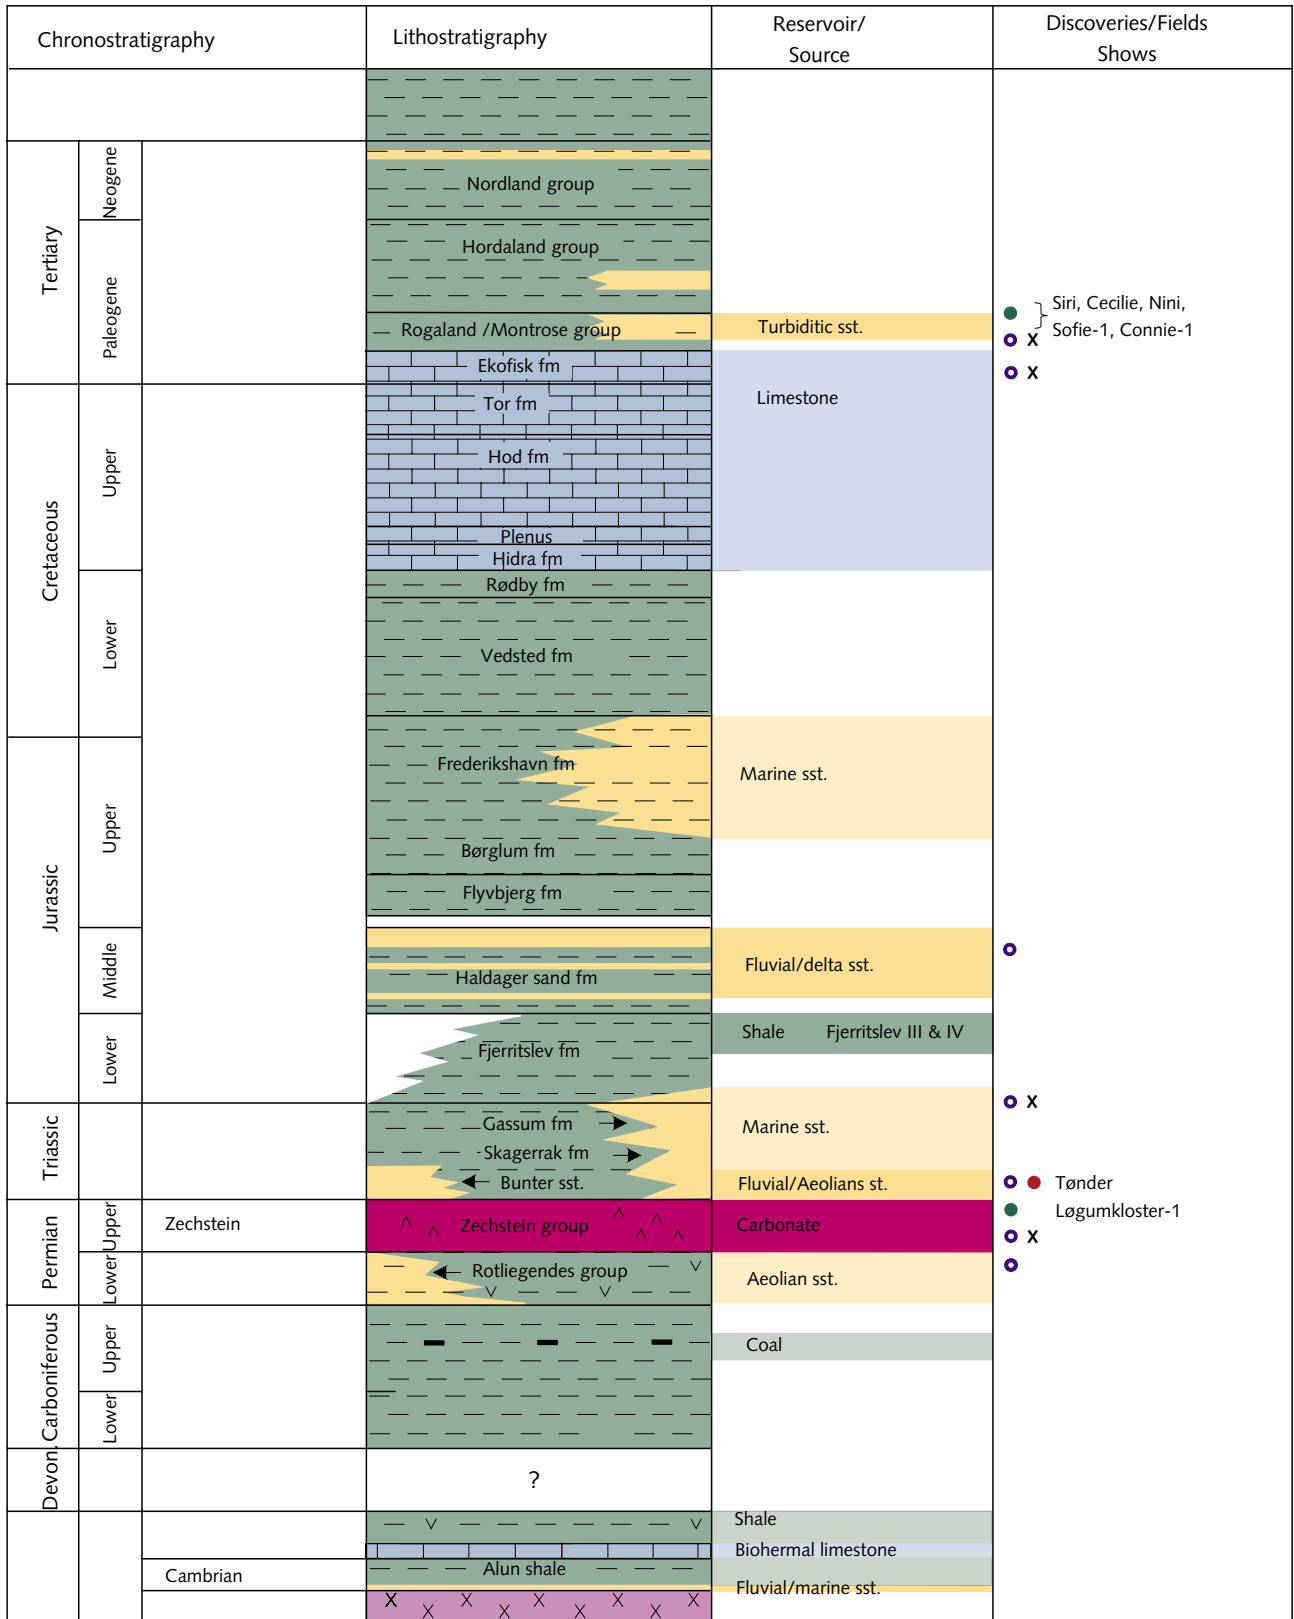 Chronostratigraphy
Lithostratigraphy
Reservoir/
Source
Discoveries/Fields
Shows
Tertiary
Neogene
Nordland group
Paleogene
Hordaland group
Rogaland /Montrose group
Turbiditic sst.
Siri, Cecilie, Nini,
Sofie-1, Connie-1
X
Ekofisk fm
X
Cretaceous
Upper
Tor fm
Limestone
Hod fm
Plenus
Hidra fm
Lower
Rødby fm
Vedsted fm
Jurassic
Upper
Frederikshavn fm
Marine sst.
Børglum fm
Flyvbjerg fm
Middle
Haldager sand fm
Fluvial/delta sst.
Lower
Fjerritslev fm
Shale Fjerritslev III & IV
X
Triassic
Gassum fm
Marine sst.
Skagerrak fm
Bunter sst.
Fluvial/Aeolians st.
Tønder
Permian
Upper
Zechstein
Zechstein group
Carbonate
Løgumkloster-1
X
Lower
Rotliegendes group
Aeolian sst.
Carboniferous
Upper
Coal
Lower
Devon.
?
Shale
Biohermal limestone
Cambrian
Alun shale
Fluvial/marine sst.